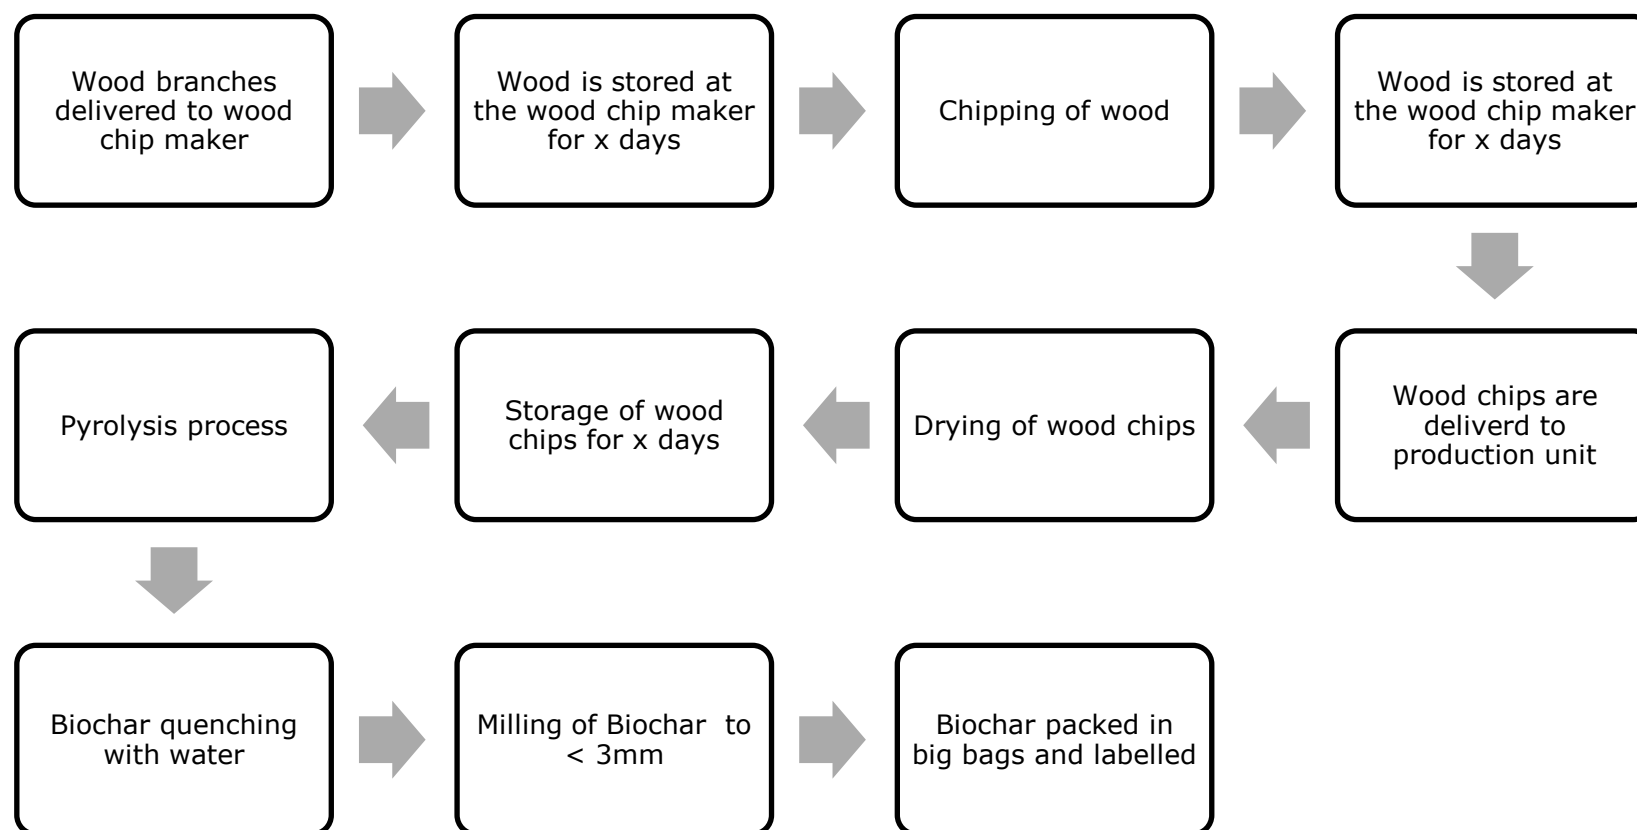 Wood branches
delivered to wood
chip maker
Wood is stored at
the wood chip maker
for x days
Chipping of wood
Wood is stored at
the wood chip maker
for x days
Wood chips are
deliverd to
production unit
Drying of wood chips
Storage of wood
chips for x days
Pyrolysis process
Biochar quenching
with water
Milling of Biochar  to
< 3mm
Biochar packed in
big bags and labelled